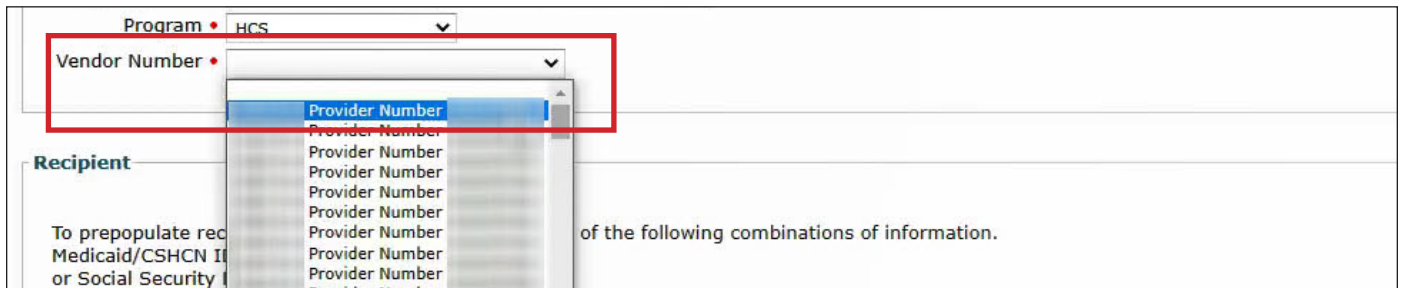 Program • HCS
Vendor Number •
Provider Number
Provider Number
Provider Number
Recipient
Provider Number
Provider Number
Provider Number
To prepopulate rec Provider Number of the following combinations of information.
Medicaid/CSHCN I Provider Number
or Social Security Provider Number